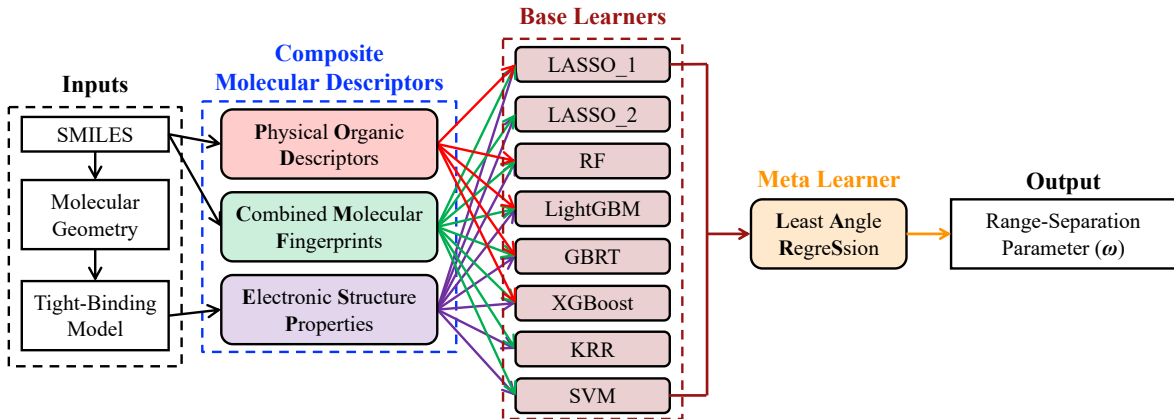 Inputs
SMILES
Molecular
Geometry
Tight-Binding
Model
Composite
Molecular Descriptors
Physical Organic
Descriptors
Combined Molecular
Fingerprints
Electronic Structure
Properties
Base Learners
LASSO_1
LASSO_2
RF
LightGBM
GBRT
XGBoost
KRR
SVM
Meta Learner
Least Angle
RegreSsion
Output
Range-Separation
Parameter (ω)